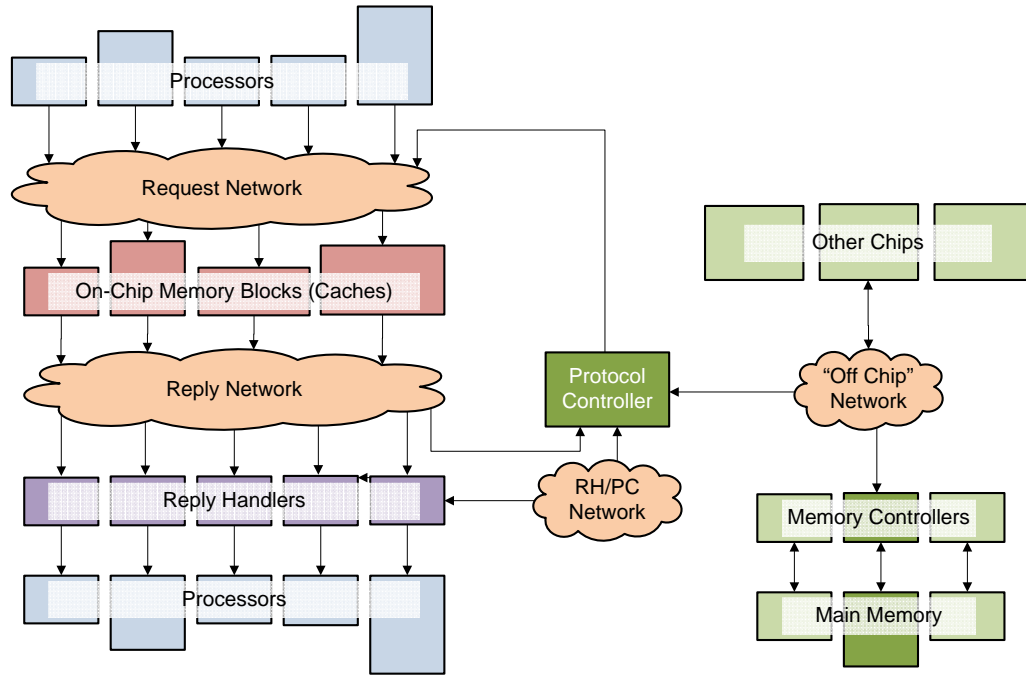 Processors
Request Network
On-Chip Memory Blocks (Caches)
Reply Network
Reply Handlers
Processors
Protocol
Controller
RH/PC
Network
Other Chips
“Off Chip”
Network
Memory Controllers
Main Memory